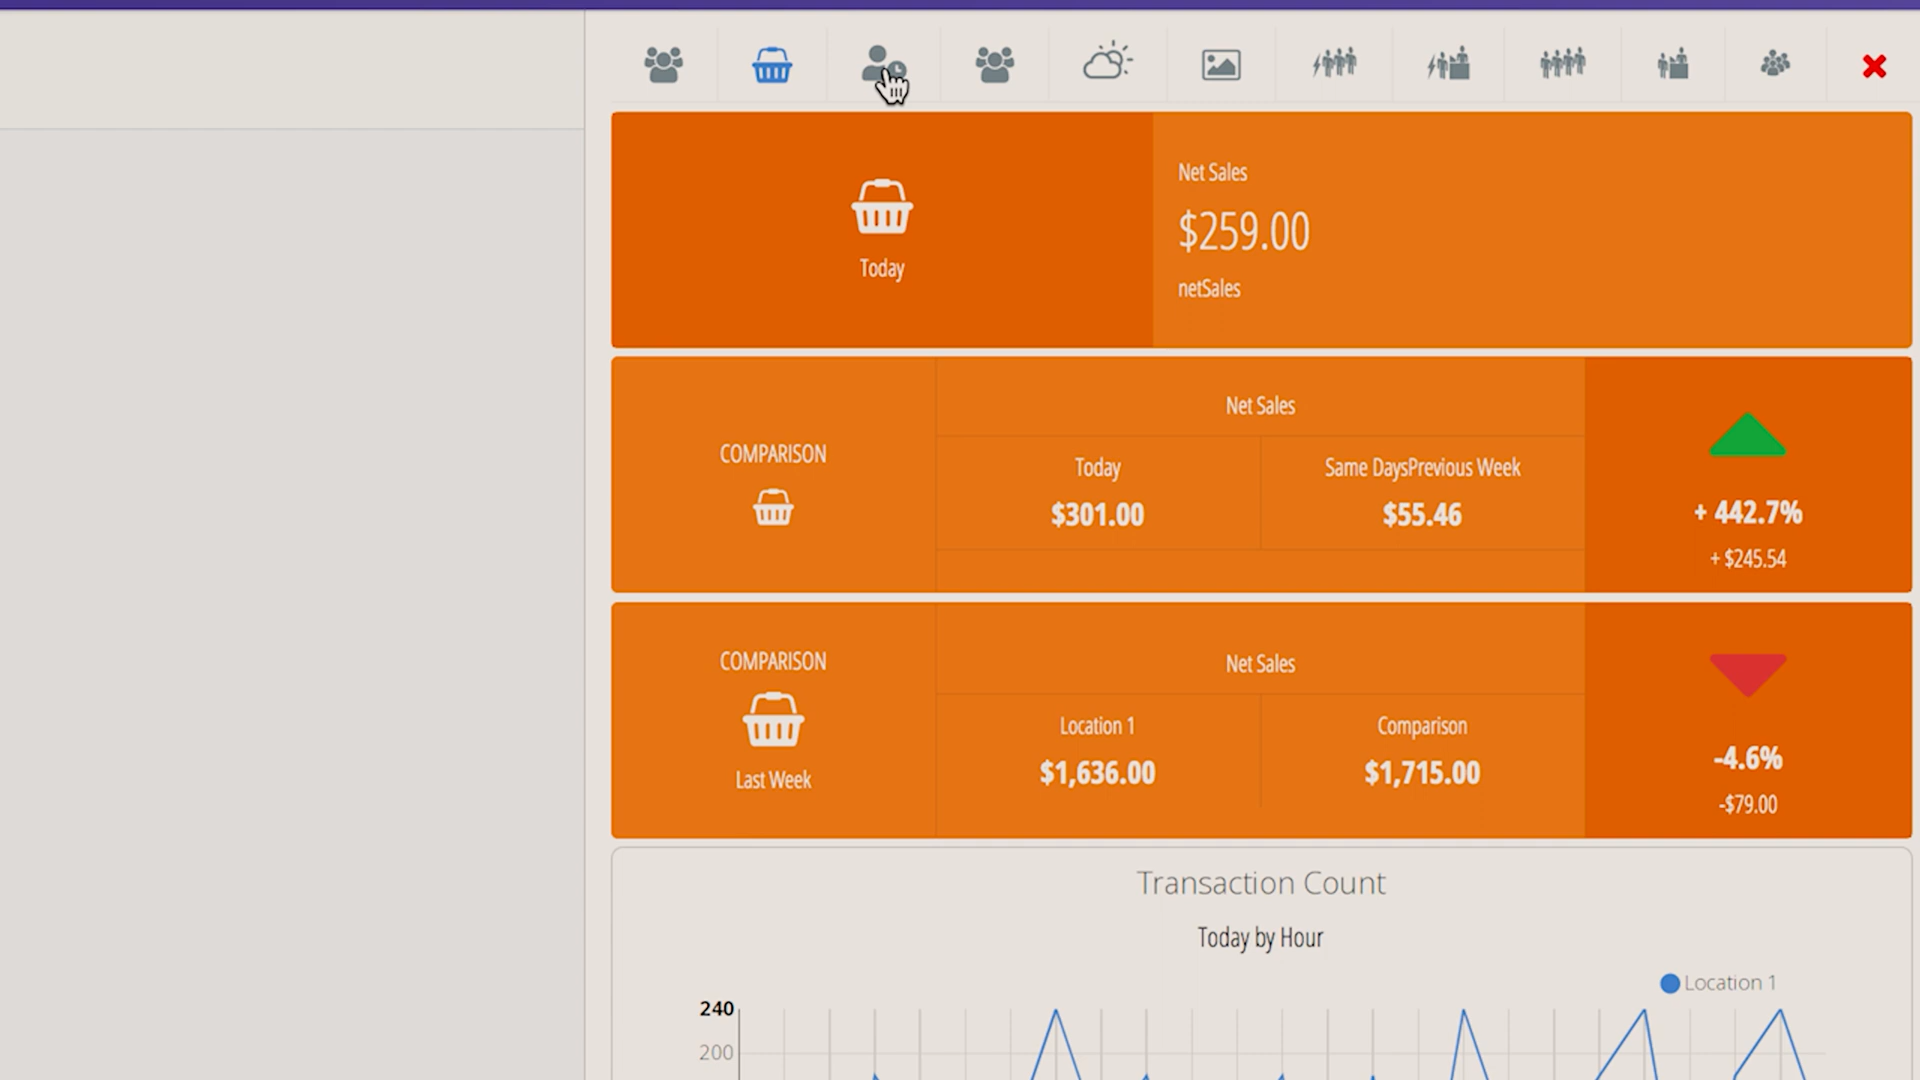 Net Sales
$259.00
Today
netSales
Net Sales
COMPARISON
Today
Same DaysPrevious Week
$301.00
$55.46
+ 442.7%
+ $245.54
COMPARISON
Net Sales
Location 1
Comparison
$1,636.00
$1,715.00
Last Week
-4.6%
-$79.00
Transaction Count
Today by Hour
Location 1
240
200